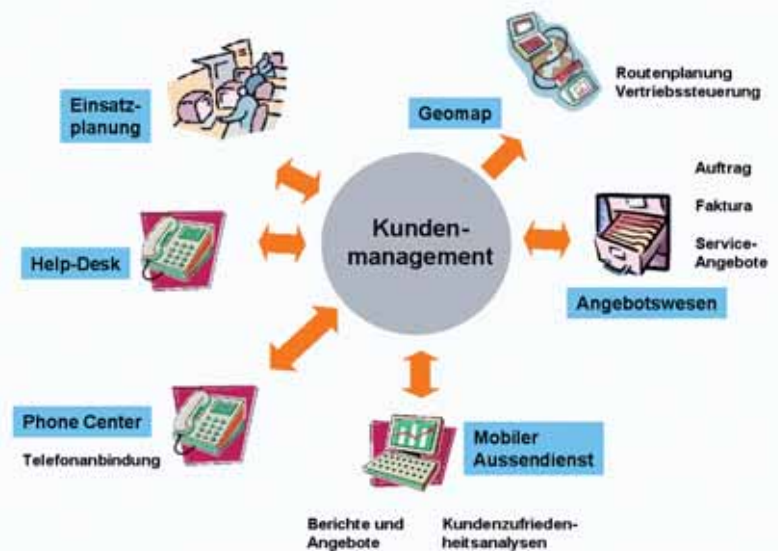 Einsatz-
planung
Geomap
Routenplanung
Vertriebssteuerung
Kunden-
management
Auftrag
Faktura
Service-
Angebote
Angebotswesen
Help-Desk
Phone Center
Telefonanbindung
Mobiler
Aussendienst
Berichte und
Angebote
Kundenzufrieden-
heitsanalysen